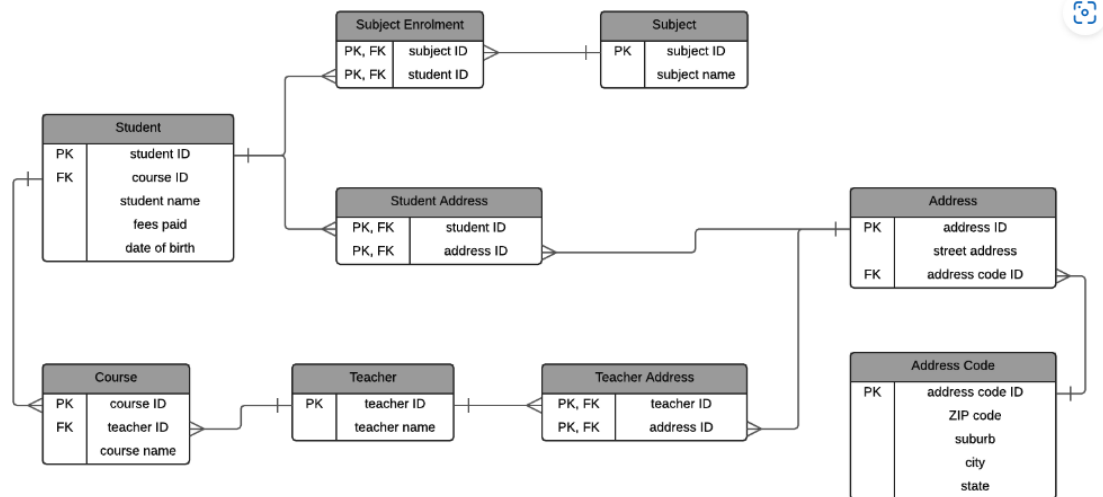 Subject Enrolment
PK, FK subject ID
PK, FK student ID
Subject
PK subject ID
subject name
Student
PK student ID
FK course ID
student name
fees paid
date of birth
Student Address
PK, FK student ID
PK, FK address ID
Address
PK address ID
street address
FK address code ID
Course
PK course ID
FK teacher ID
course name
Teacher
PK teacher ID
teacher name
Teacher Address
PK, FK teacher ID
PK, FK address ID
Address Code
PK address code ID
ZIP code
suburb
city
state